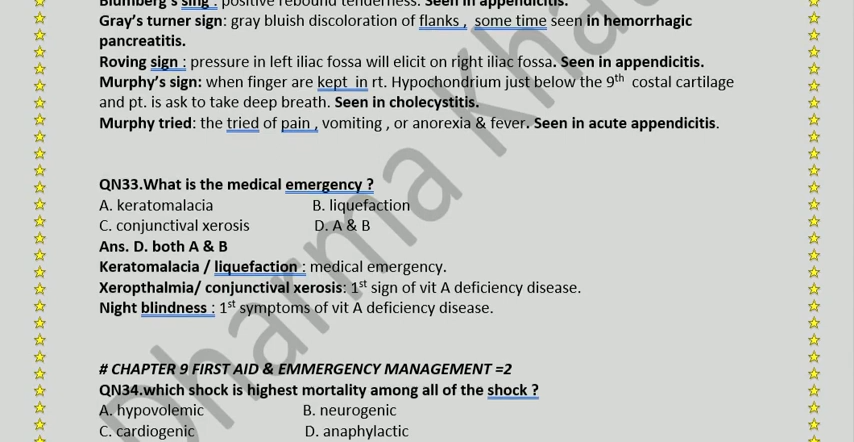 Blumberg's sing : positive rebound tenderness. Seen in appendicitis.
Gray's turner sign: gray bluish discoloration of flanks , some time seen in hemorrhagic
pancreatitis.
Roving sign : pressure in left iliac fossa will elicit on right iliac fossa. Seen in appendicitis.
Murphy's sign: when finger are kept in rt. Hypochondrium just below the 9th costal cartilage
and pt. is ask to take deep breath. Seen in cholecystitis.
Murphy tried: the tried of pain , vomiting , or anorexia & fever. Seen in acute appendicitis.
QN33.What is the medical emergency ?
A. keratomalacia B. liquefaction
C. conjunctival xerosis D. A & B
Ans. D. both A & B
Keratomalacia / liquefaction : medical emergency.
Xeropthalmia/ conjunctival xerosis: 1st sign of vit A deficiency disease.
Night blindness : 1st symptoms of vit A deficiency disease.
# CHAPTER 9 FIRST AID & EMMERGENCY MANAGEMENT =2
QN34.which shock is highest mortality among all of the shock ?
A. hypovolemic B. neurogenic
C. cardiogenic D. anaphylactic
Dharma Kha